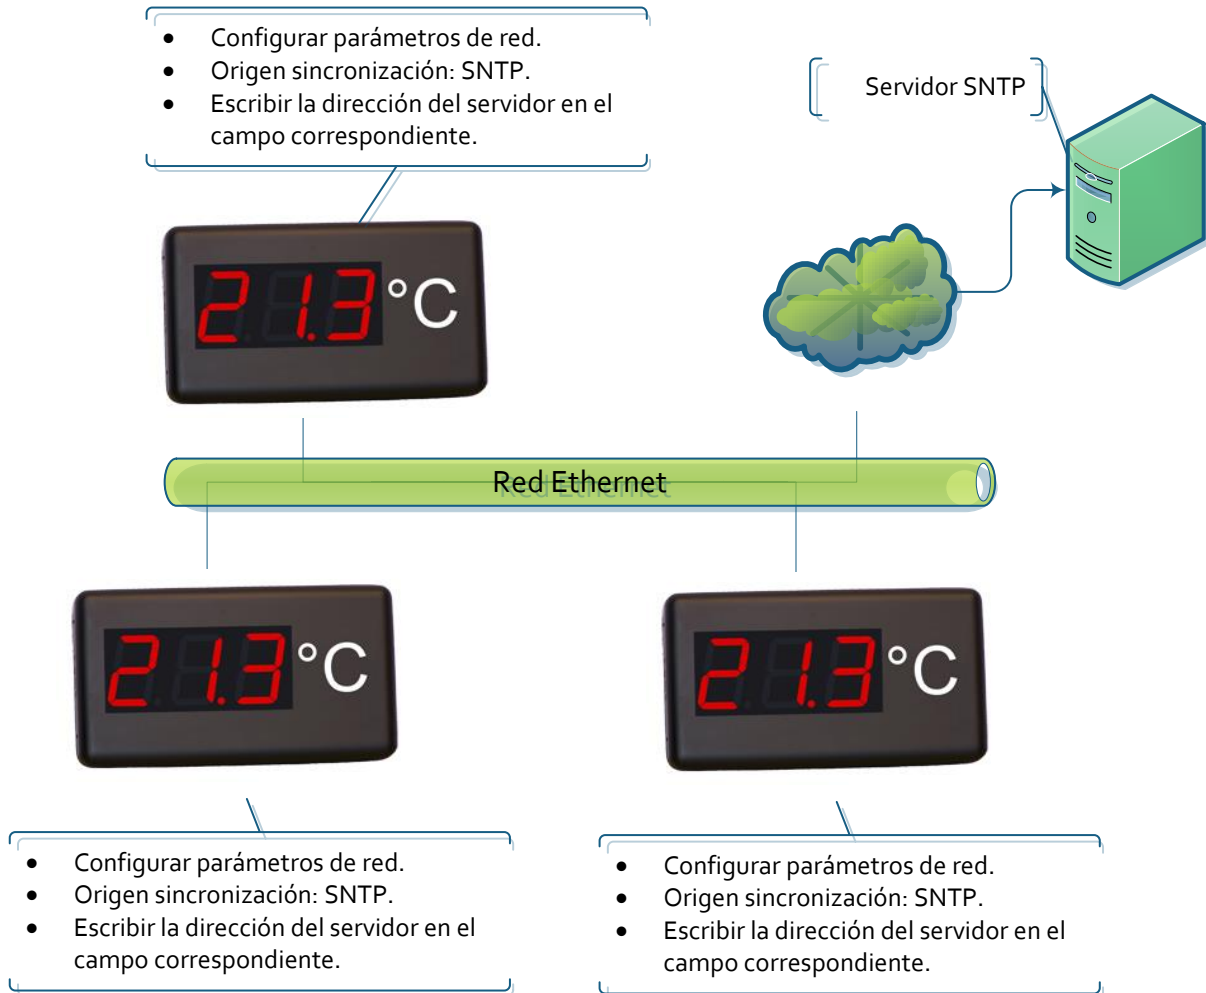 • Configurar parámetros de red.
• Origen sincronización: SNTP.
• Escribir la dirección del servidor en el
campo correspondiente.
Servidor SNTP
21.3 °C
Red Ethernet
21.3 °C
21.3 °C
• Configurar parámetros de red.
• Origen sincronización: SNTP.
• Escribir la dirección del servidor en el
campo correspondiente.
• Configurar parámetros de red.
• Origen sincronización: SNTP.
• Escribir la dirección del servidor en el
campo correspondiente.